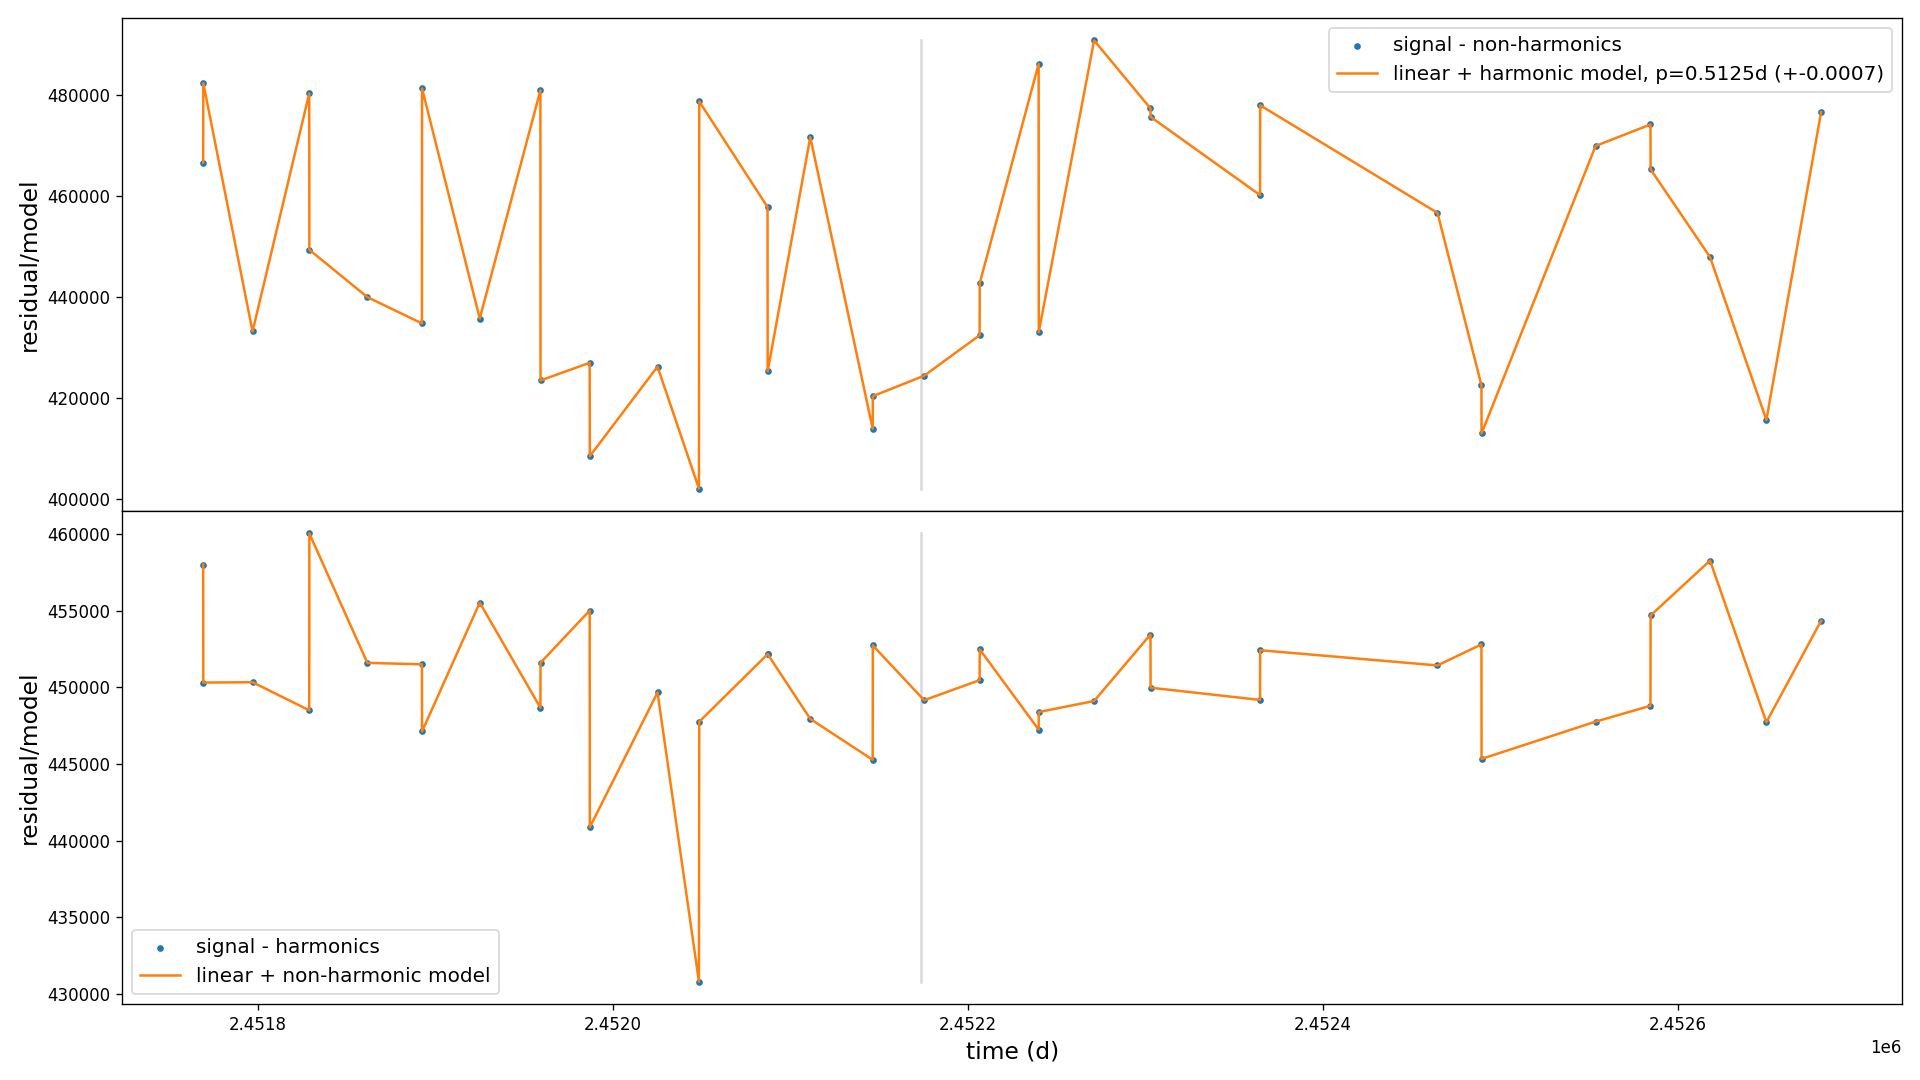 residual/model
480000
460000
440000
420000
400000
signal - non-harmonics
linear + harmonic model, p=0.5125d (+-0.0007)
residual/model
460000
455000
450000
445000
440000
435000
430000
signal - harmonics
linear + non-harmonic model
2.4518
2.4520
2.4522
2.4524
2.4526
time (d)
1e6